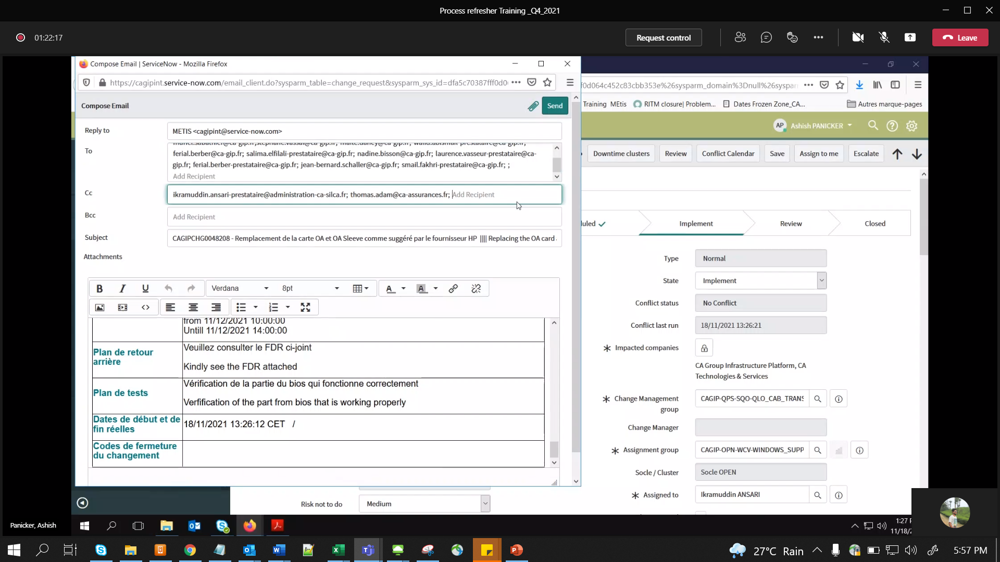 Process refresher Training _Q4_2021
01:22:17
Request control
Leave
Compose Email | ServiceNow - Mozilla Firefox
https://cagipint.service-now.com/email_client.do?sysparm_table=change_request&sysparm_sys_id=dfa5c70387fff0d0
f0d064c452c83cbb353e%26sysparm_domain%3Dnull%26sysparm
Training MEtis
RITM closure| Problem...
Dates Frozen Zone_CA...
Autres marque-pages
Compose Email
Send
AP
Ashish PANICKER
Reply to
METIS <cagipint@service-now.com>
To
ferial.berber@ca-gip.fr; salima.elfilali-prestataire@ca-gip.fr; nadine.bisson@ca-gip.fr; laurence.vasseur-prestataire@ca-
gip.fr; ferial.berber-prestataire@ca-gip.fr; jean-bernard.schaller@ca-gip.fr; smail.fakhri-prestataire@ca-gip.fr; ;
Add Recipient
Downtime clusters
Review
Conflict Calendar
Save
Assign to me
Escalate
Cc
ikramuddin.ansari-prestataire@administration-ca-silca.fr; thomas.adam@ca-assurances.fr; Add Recipient
Bcc
Add Recipient
Subject
CAGIPCHG0048208 - Remplacement de la carte OA et OA Sleeve comme suggéré par le fournisseur HP |||| Replacing the OA card
Attachments
Implement
Review
Closed
Verdana
8pt
from 11/12/2021 10:00:00
Untill 11/12/2021 14:00:00
Plan de retour
arrière
Veuillez consulter le FDR ci-joint
Kindly see the FDR attached
Plan de tests
Vérification de la partie du bios qui fonctionne correctement
Verfification of the part from bios that is working properly
Dates de début et de
fin réelles
18/11/2021 13:26:12 CET /
Codes de fermeture
du changement
Type
Normal
State
Implement
Conflict status
No Conflict
Conflict last run
18/11/2021 13:26:21
Impacted companies
CA Group Infrastructure Platform, CA
Technologies & Services
Change Management
group
CAGIP-QPS-SQO-QLO_CAB_TRANS
Change Manager
Assignment group
CAGIP-OPN-WCV-WINDOWS_SUPP
Socle / Cluster
Socle OPEN
Assigned to
Ikramuddin ANSARI
Risk not to do
Medium
Panicker, Ashish
1:27
11/18/2
27°C Rain
5:57 PM